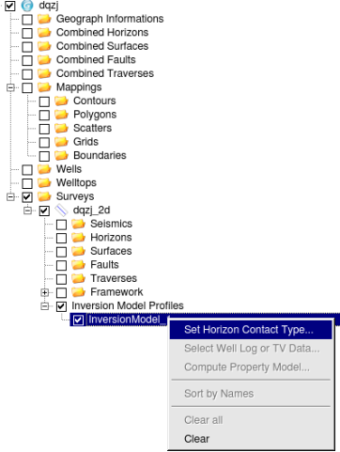 dqzj
Geograph Informations
Combined Horizons
Combined Surfaces
Combined Faults
Combined Traverses
Mappings
Contours
Polygons
Scatters
Grids
Boundaries
Wells
Welltops
Surveys
dqzj_2d
Seismics
Horizons
Surfaces
Faults
Traverses
Framework
Inversion Model Profiles
InversionModel_
Set Horizon Contact Type...
Select Well Log or TV Data...
Compute Property Model...
Sort by Names
Clear all
Clear